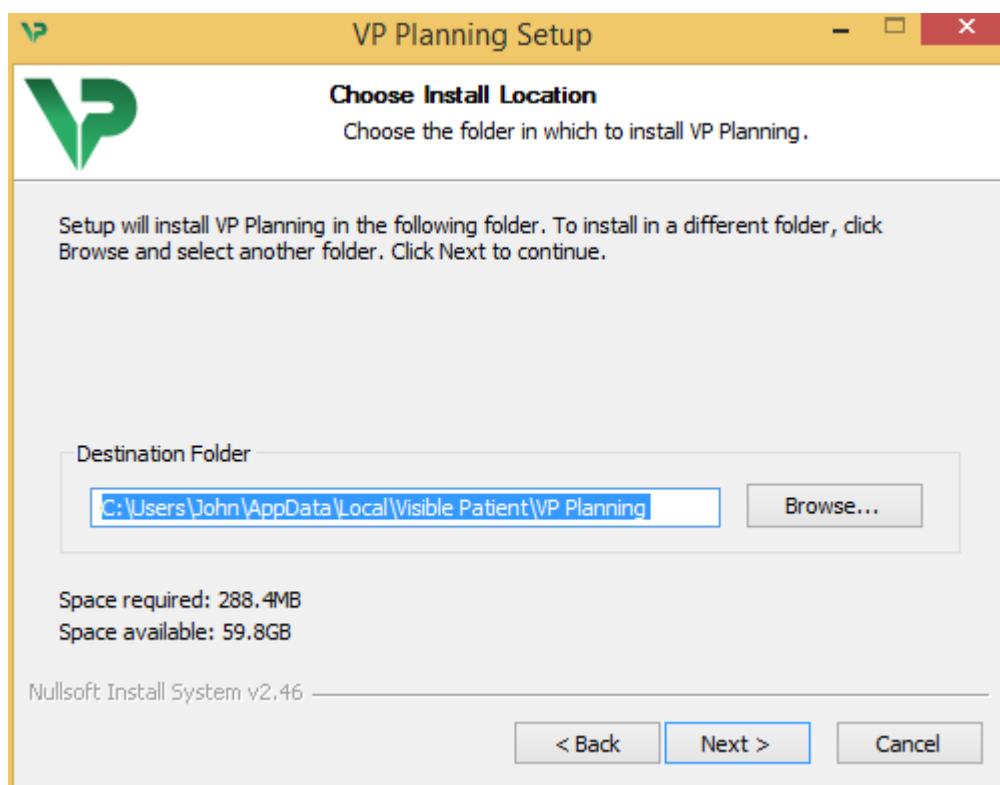 VP Planning Setup
VP
Choose Install Location
Choose the folder in which to install VP Planning.
Setup will install VP Planning in the following folder. To install in a different folder, click
Browse and select another folder. Click Next to continue.
Destination Folder
C:\Users\John\AppData\Local\Visible Patient\VP Planning
Browse...
Space required: 288.4MB
Space available: 59.8GB
Nullsoft Install System v2.46
< Back
Next >
Cancel